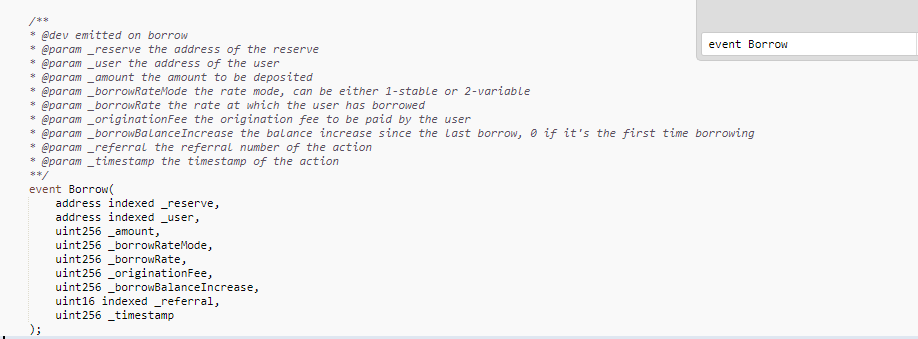 /**
* @dev emitted on borrow
* @param _reserve the address of the reserve
* @param _user the address of the user
* @param _amount the amount to be deposited
* @param _borrowRateMode the rate mode, can be either 1-stable or 2-variable
* @param _borrowRate the rate at which the user has borrowed
* @param _originationFee the origination fee to be paid by the user
* @param _borrowBalanceIncrease the balance increase since the last borrow, 0 if it's the first time borrowing
* @param _referral the referral number of the action
* @param _timestamp the timestamp of the action
**/
event Borrow(
address indexed _reserve,
address indexed _user,
uint256 _amount,
uint256 _borrowRateMode,
uint256 _borrowRate,
uint256 _originationFee,
uint256 _borrowBalanceIncrease,
uint16 indexed _referral,
uint256 _timestamp
);
event Borrow